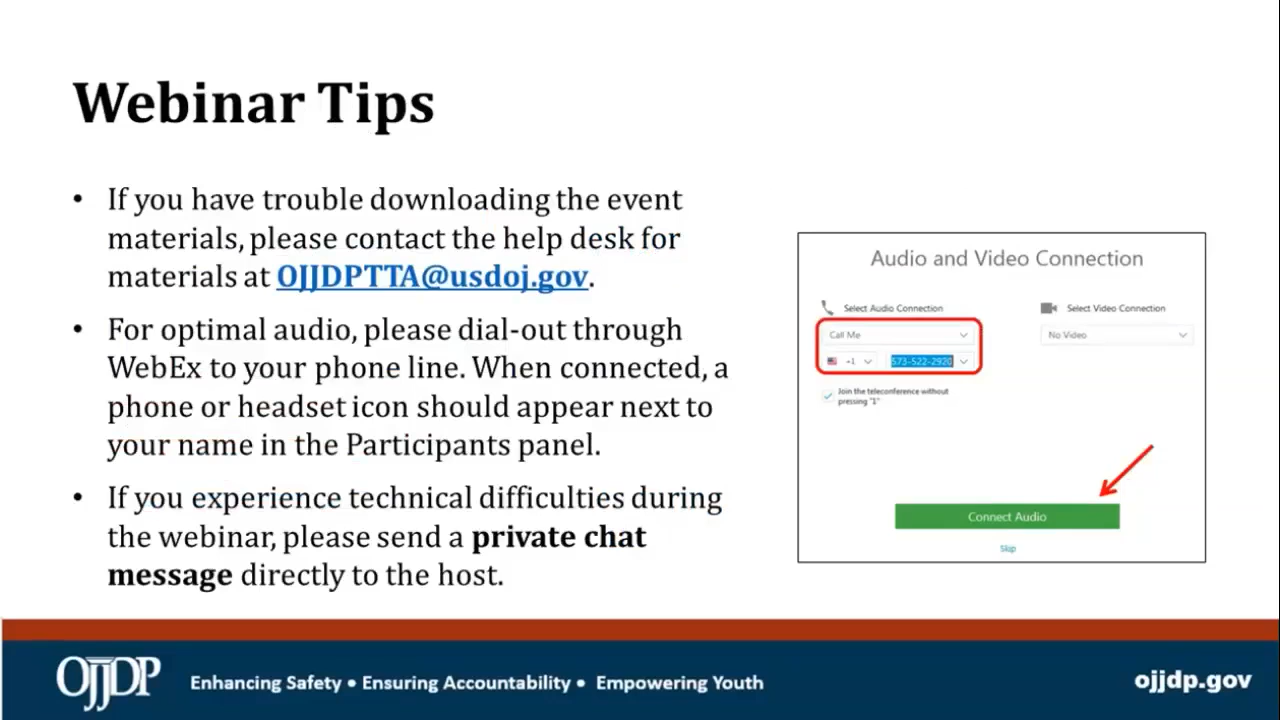 Webinar Tips
• If you have trouble downloading the event
materials, please contact the help desk for
materials at OJJDPTTA@usdoj.gov.
• For optimal audio, please dial-out through
WebEx to your phone line. When connected, a
phone or headset icon should appear next to
your name in the Participants panel.
• If you experience technical difficulties during
the webinar, please send a private chat
message directly to the host.
Audio and Video Connection
Select Audio Connection
Select Video Connection
Call Me
No Video
+1 573-522-2920
Join the teleconference without
pressing "1"
Connect Audio
Skip
OJJDP
Enhancing Safety • Ensuring Accountability • Empowering Youth
ojjdp.gov